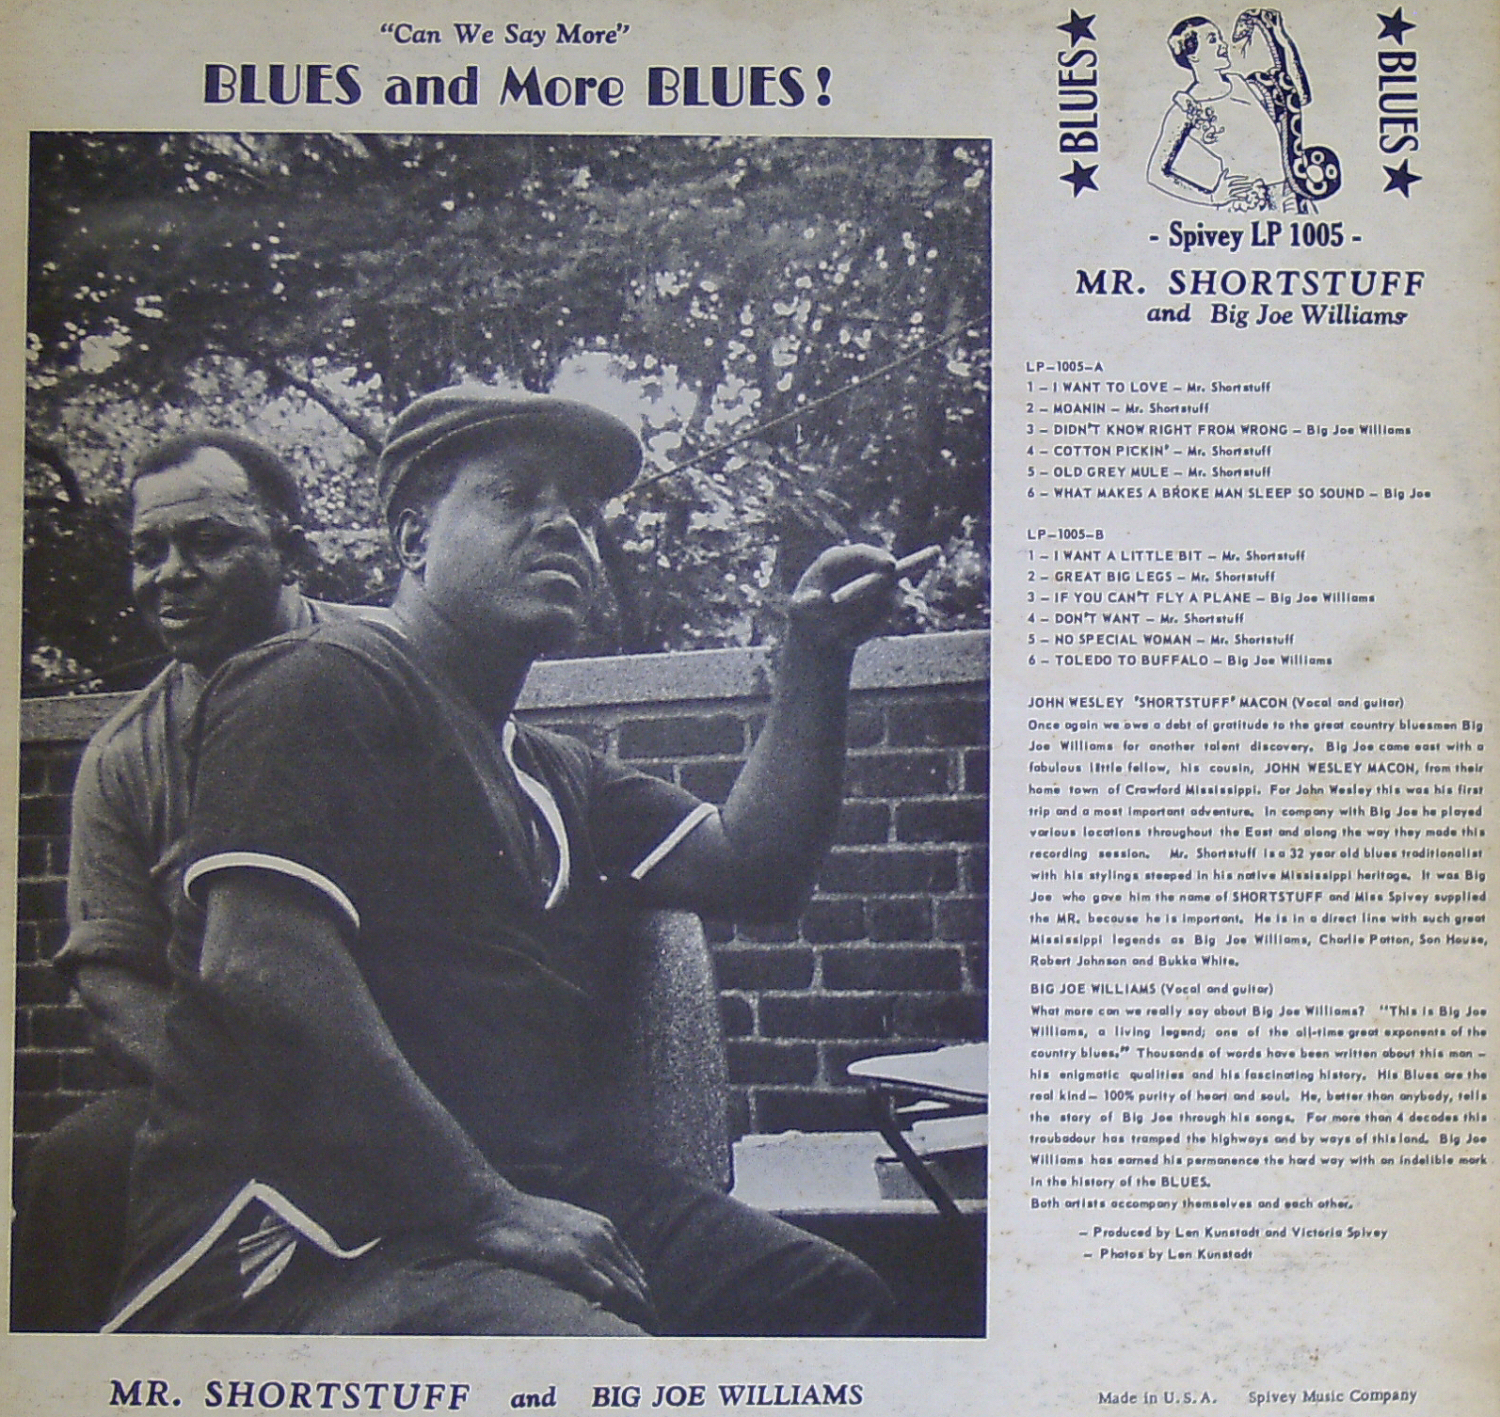 “Can We Say More”
BLUES and More BLUES!
BLUES
BLUES
- Spivey LP 1005 -
MR. SHORTSTUFF
and Big Joe Williams
LP-1005-A
1 - I WANT TO LOVE - Mr. Shortstuff
2 - MOANIN - Mr. Shortstuff
3 - DIDN'T KNOW RIGHT FROM WRONG - Big Joe Williams
4 - COTTON PICKIN' - Mr. Shortstuff
5 - OLD GREY MULE - Mr. Shortstuff
6 - WHAT MAKES A BROKE MAN SLEEP SO SOUND - Big Joe
LP-1005-B
1 - I WANT A LITTLE BIT - Mr. Shortstuff
2 - GREAT BIG LEGS - Mr. Shortstuff
3 - IF YOU CAN'T FLY A PLANE - Big Joe Williams
4 - DON'T WANT - Mr. Shortstuff
5 - NO SPECIAL WOMAN - Mr. Shortstuff
6 - TOLEDO TO BUFFALO - Big Joe Williams
JOHN WESLEY "SHORTSTUFF" MACON (Vocal and guitar)
Once again we owe a debt of gratitude to the great country bluesmen Big
Joe Williams for another talent discovery. Big Joe came east with a
fabulous little fellow, his cousin, JOHN WESLEY MACON, from their
home town of Crawford Mississippi. For John Wesley this was his first
trip and a most important adventure. In company with Big Joe he played
various locations throughout the East and along the way they made this
recording session. Mr. Shortstuff is a 32 year old blues traditionalist
with his stylings steeped in his native Mississippi heritage. It was Big
Joe who gave him the name of SHORTSTUFF and Miss Spivey supplied
the MR. because he is important. He is in a direct line with such great
Mississippi legends as Big Joe Williams, Charlie Patton, Son House,
Robert Johnson and Bukka White.
BIG JOE WILLIAMS (Vocal and guitar)
What more can we really say about Big Joe Williams? "This is Big Joe
Williams, a living legend; one of the all-time great exponents of the
country blues." Thousands of words have been written about this man -
his enigmatic qualities and his fascinating history. His Blues are the
real kind- 100% purity of heart and soul. He, better than anybody, tells
the story of Big Joe through his songs. For more than 4 decades this
troubadour has tramped the highways and by ways of this land. Big Joe
Williams has earned his permanence the hard way with an indelible mark
in the history of the BLUES.
Both artists accompany themselves and each other.
- Produced by Len Kunstadt and Victoria Spivey
- Photos by Len Kunstadt
MR. SHORTSTUFF and BIG JOE WILLIAMS
Made in U.S.A. Spivey Music Company